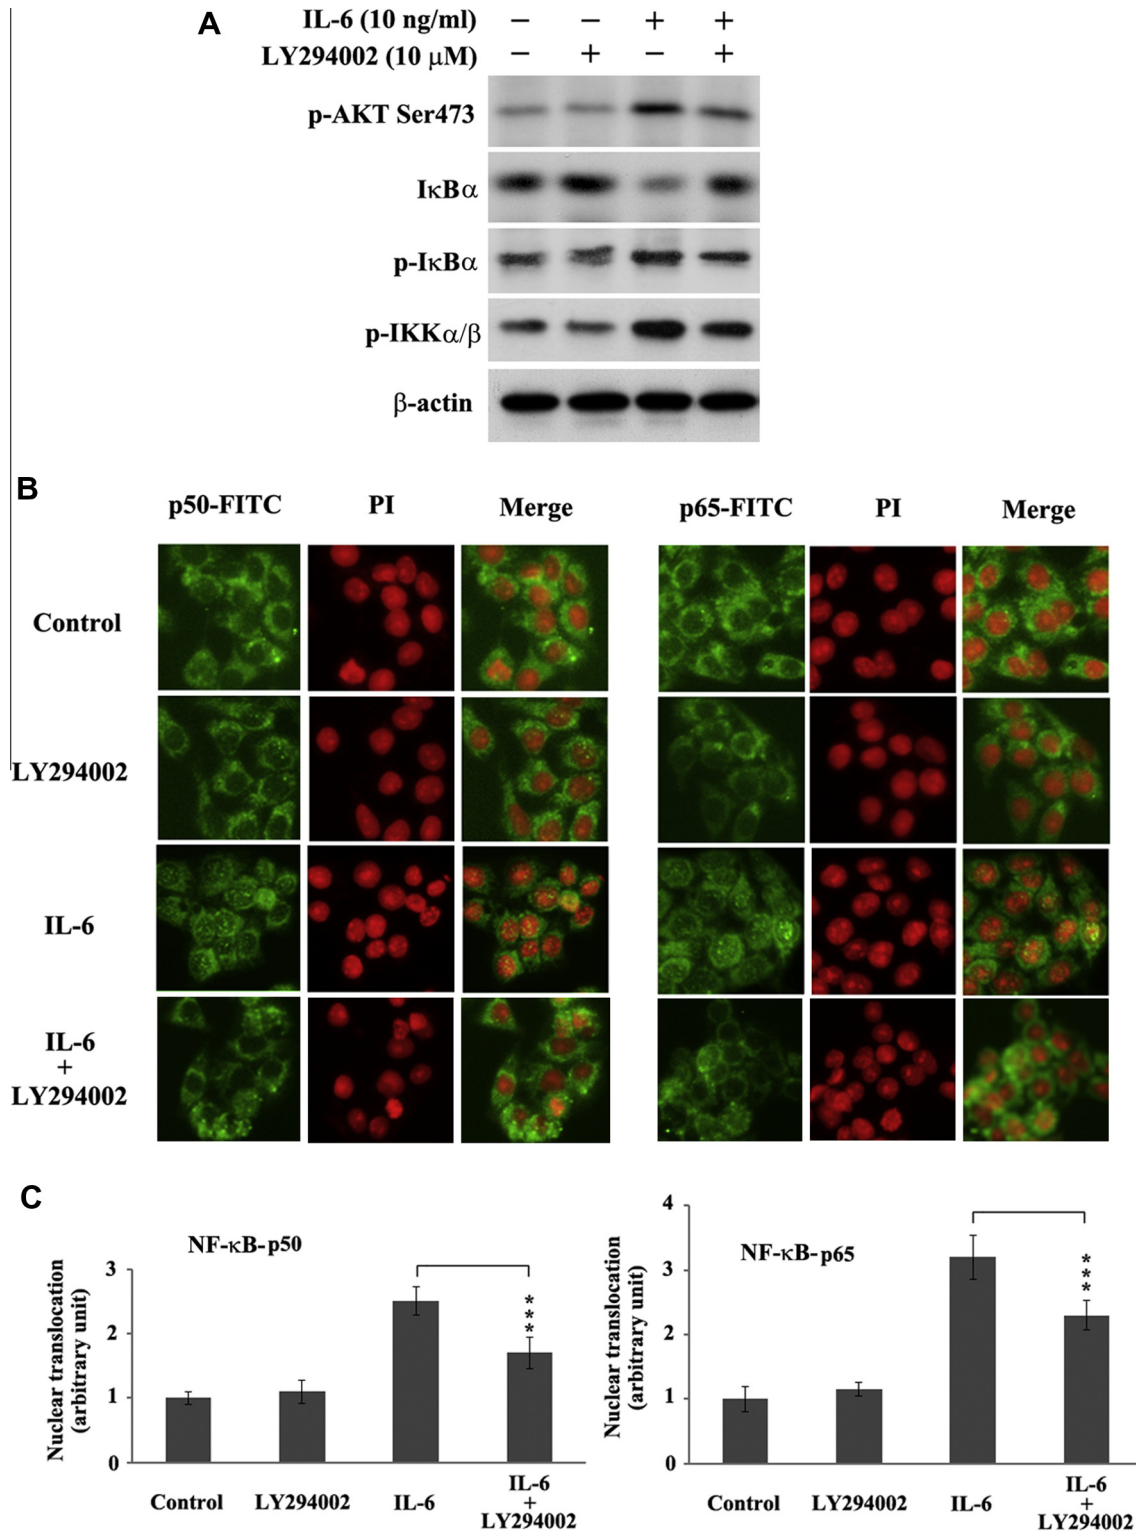 A
IL-6 (10 ng/ml) − − + +
LY294002 (10 μM) − + − +
p-AKT Ser473
IκBα
p-IκBα
p-IKKα/β
β-actin
B
p50-FITC PI Merge p65-FITC PI Merge
Control
LY294002
IL-6
IL-6
+
LY294002
C
NF-κB-p50
Nuclear translocation
(arbitrary unit)
3
2
1
0
***
Control LY294002 IL-6 IL-6
+
LY294002
NF-κB-p65
Nuclear translocation
(arbitrary unit)
4
3
2
1
0
***
Control LY294002 IL-6 IL-6
+
LY294002